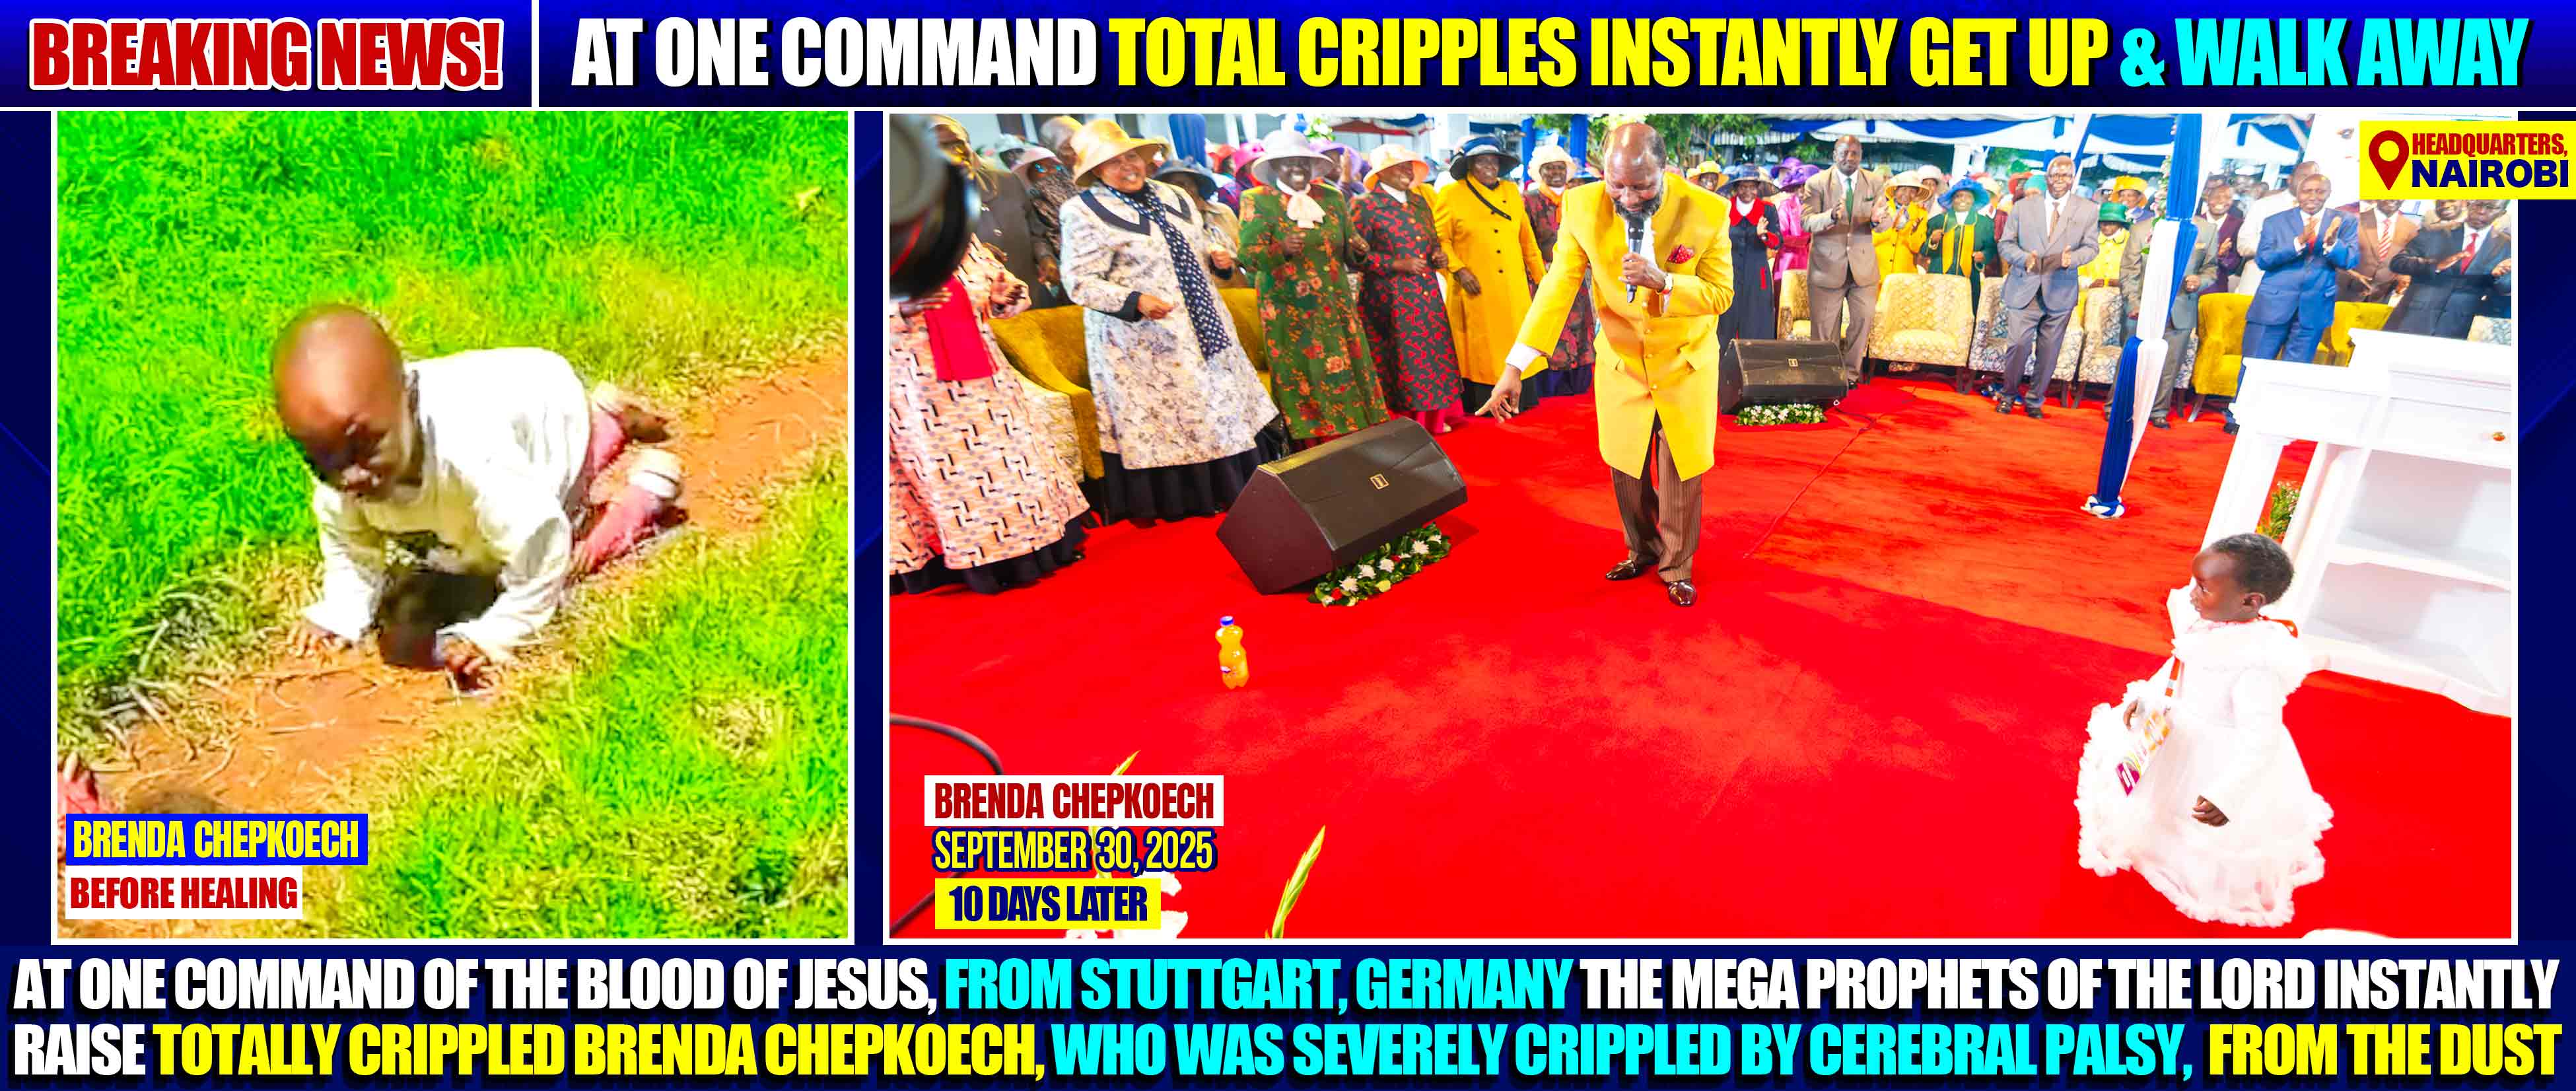 BREAKING NEWS!
AT ONE COMMAND TOTAL CRIPPLES INSTANTLY GET UP & WALK AWAY
HEADQUARTERS,
NAIROBI
BRENDA CHEPKOECH
BEFORE HEALING
BRENDA CHEPKOECH
SEPTEMBER 30, 2025
10 DAYS LATER
AT ONE COMMAND OF THE BLOOD OF JESUS, FROM STUTTGART, GERMANY THE MEGA PROPHETS OF THE LORD INSTANTLY
RAISE TOTALLY CRIPPLED BRENDA CHEPKOECH, WHO WAS SEVERELY CRIPPLED BY CEREBRAL PALSY, FROM THE DUST